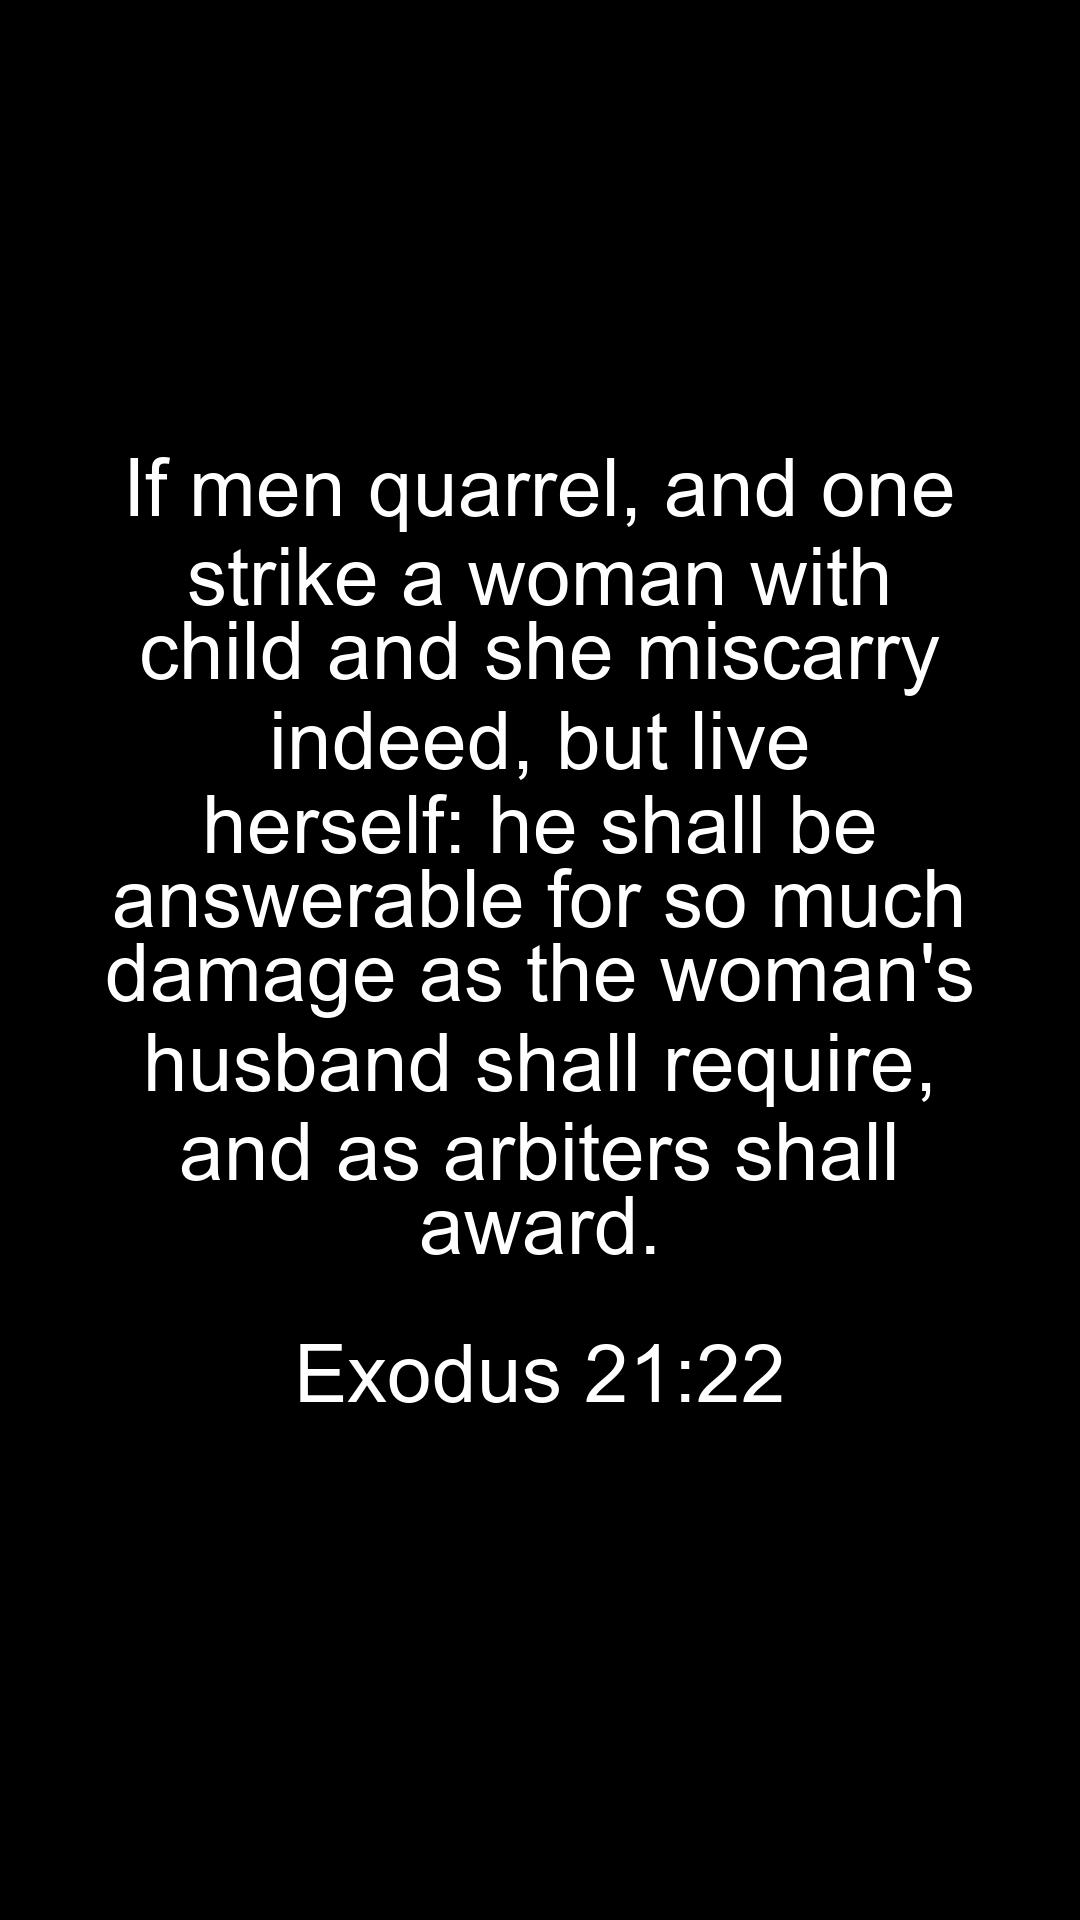 If men quarrel, and one
strike a woman with
child and she miscarry
indeed, but live
herself: he shall be
answerable for so much
damage as the woman's
husband shall require,
and as arbiters shall
award.
Exodus 21:22